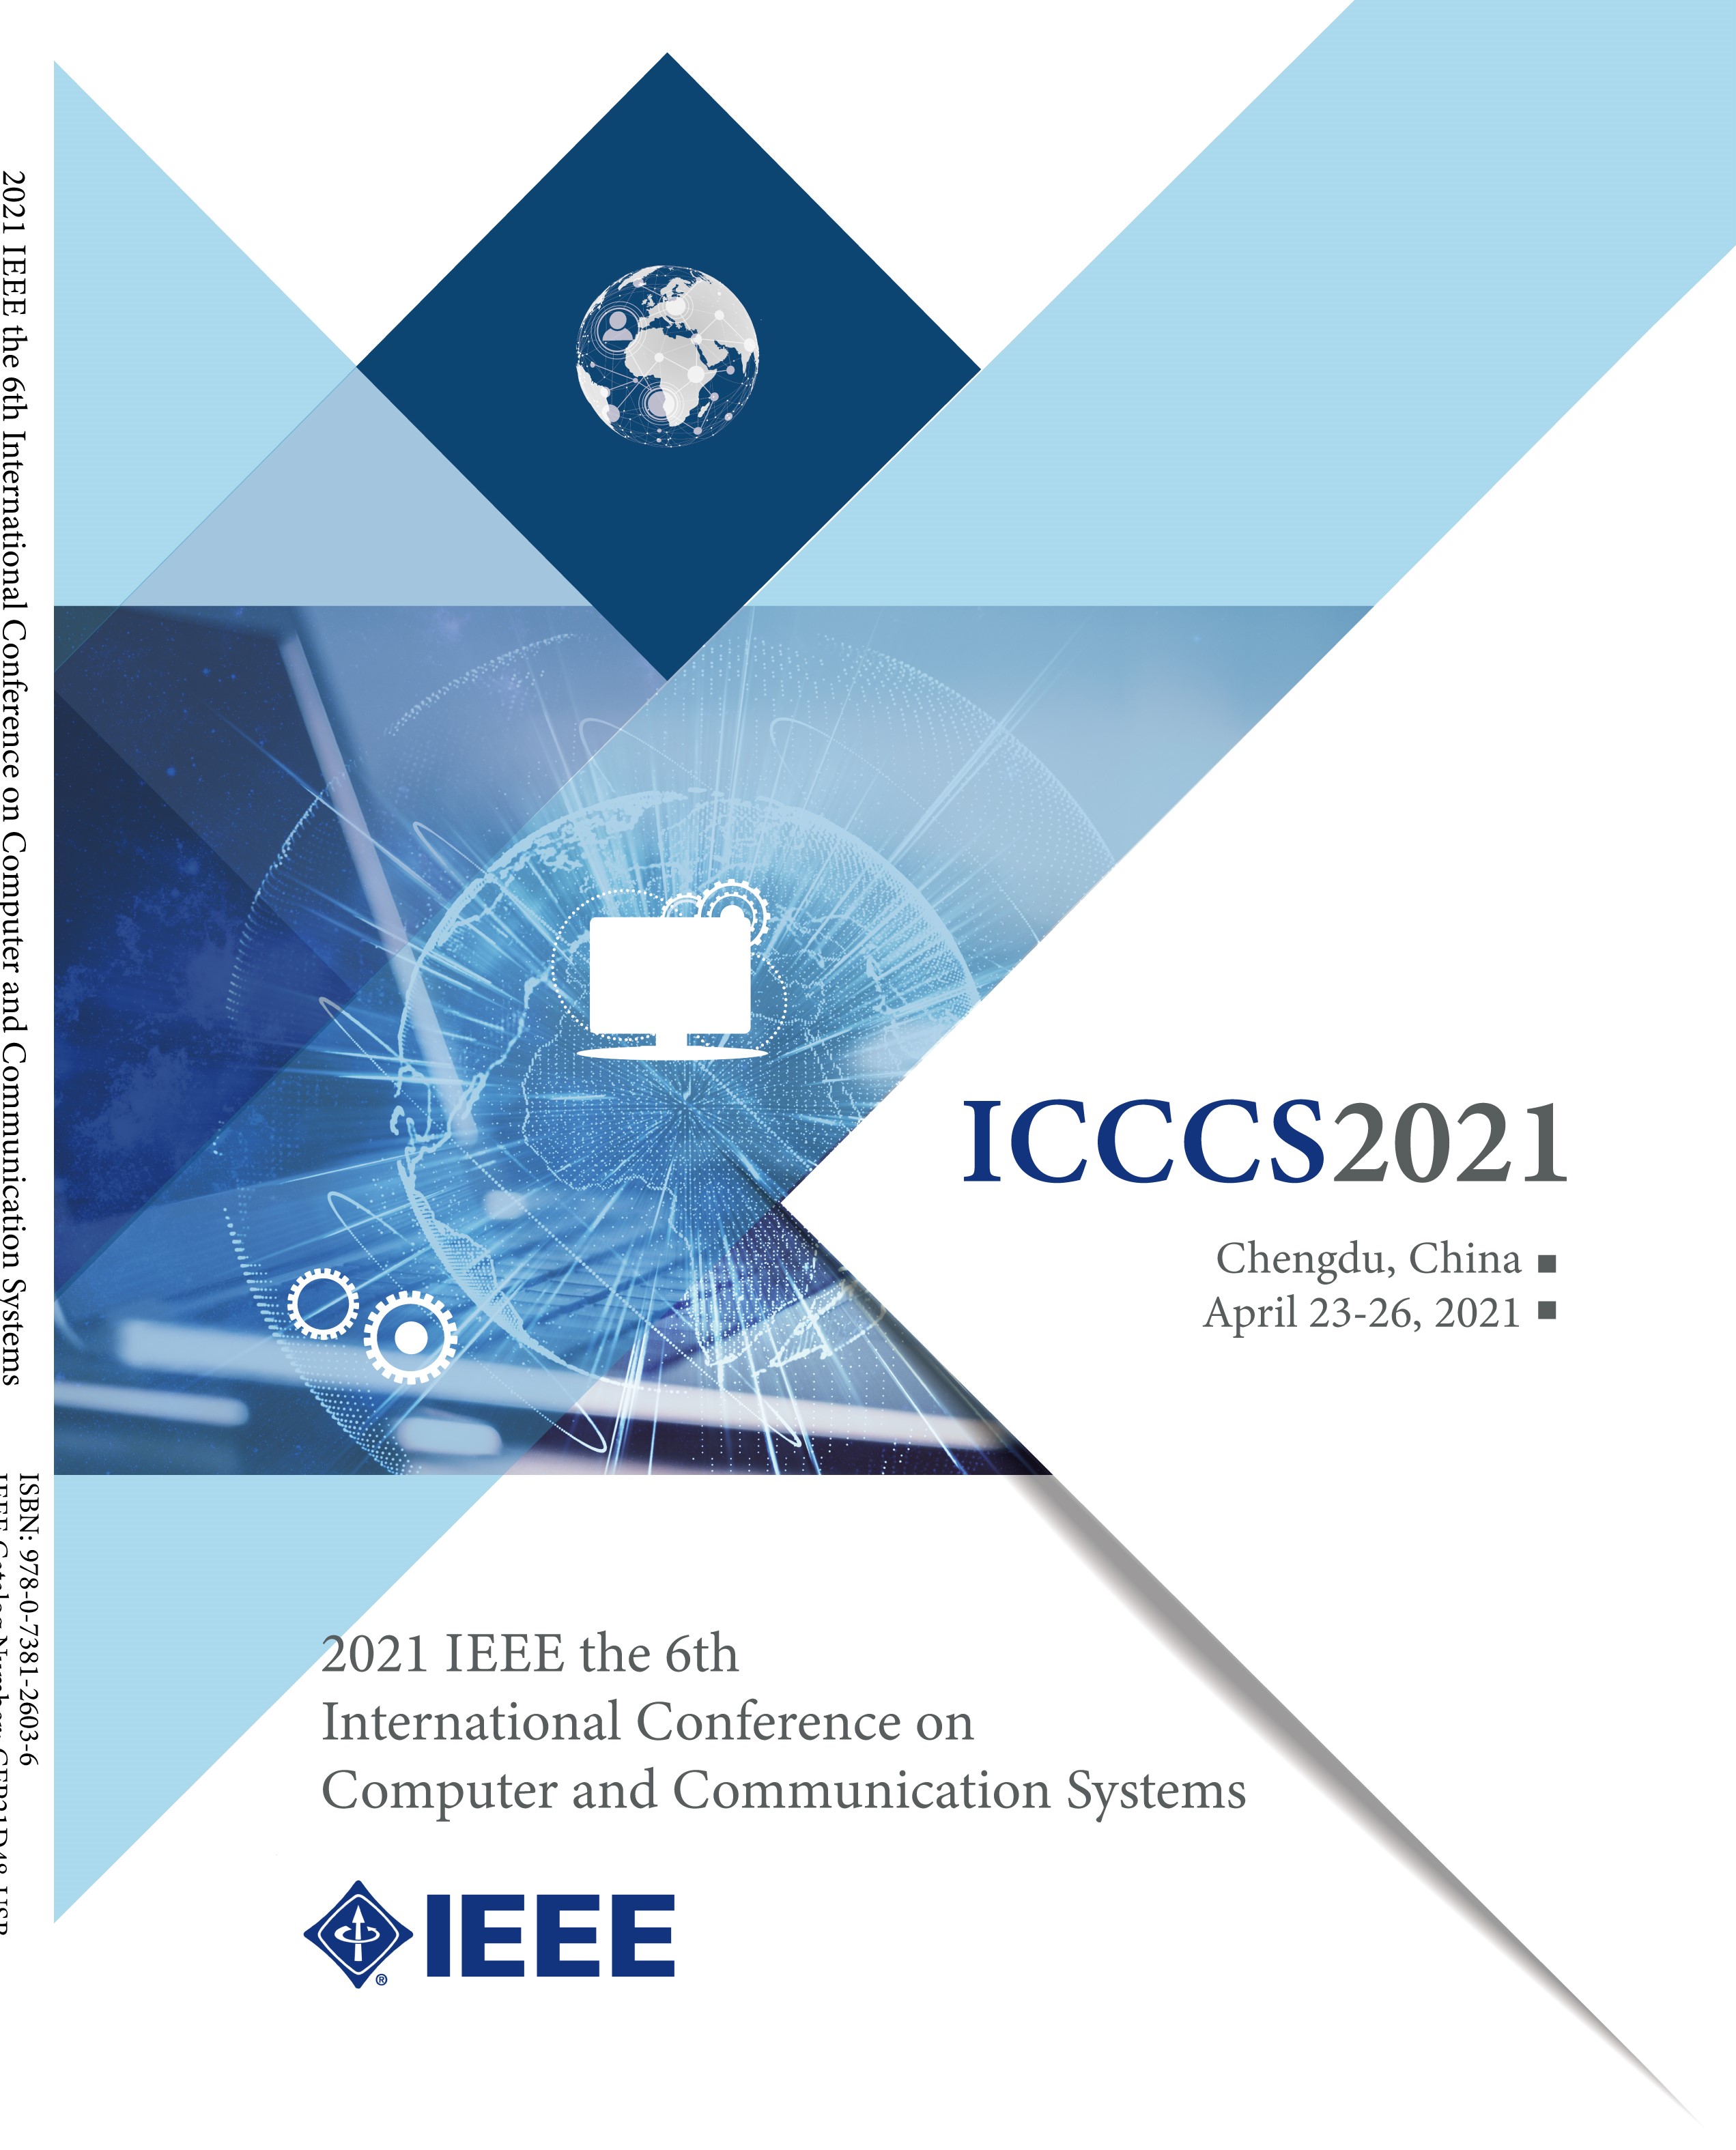 2021 IEEE the 6th International Conference on Computer and Communication Systems
ISBN: 978-0-7381-2603-6
ICCCS2021
Chengdu, China
April 23-26, 2021
2021 IEEE the 6th
International Conference on
Computer and Communication Systems
IEEE
®